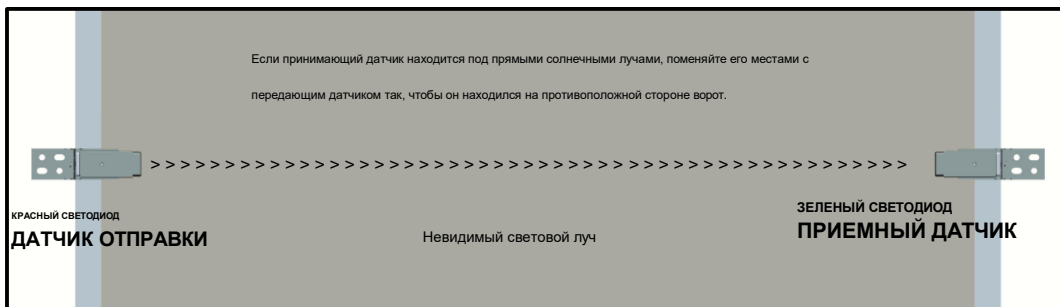 Если принимающий датчик находится под прямыми солнечными лучами, поменяйте его местами с
передающим датчиком так, чтобы он находился на противоположной стороне ворот.
> > > > > > > > > > > > > > > > > > > > > > > > > > > > > > > > > > > > > > > > > > > > > > > > > > >
КРАСНЫЙ СВЕТОДИОД
ДАТЧИК ОТПРАВКИ
Невидимый световой луч
ЗЕЛЕНЫЙ СВЕТОДИОД
ПРИЕМНЫЙ ДАТЧИК